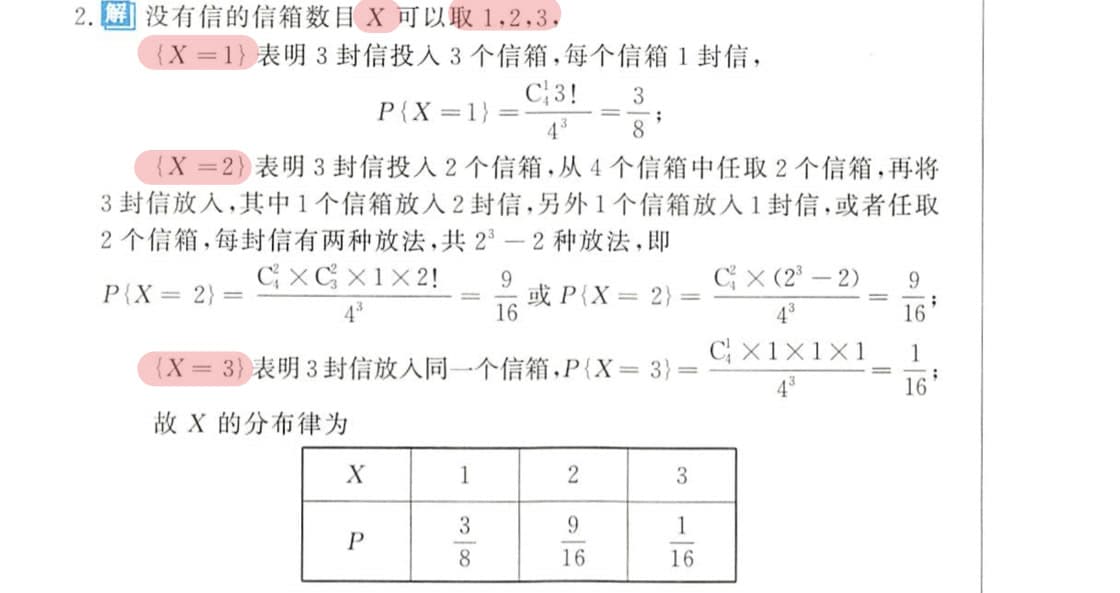 2. 解 没有信的信箱数目 X 可以取 1,2,3,
{X=1} 表明 3 封信投入 3 个信箱,每个信箱 1 封信,
P{X=1} = \frac{C_4^1 3!}{4^3} = \frac{3}{8};
{X=2} 表明 3 封信投入 2 个信箱,从 4 个信箱中任取 2 个信箱,再将
3 封信放入,其中 1 个信箱放入 2 封信,另外 1 个信箱放入 1 封信,或者任取
2 个信箱,每封信有两种放法,共 2^3 - 2 种放法,即
P{X=2} = \frac{C_4^2 × C_3^2 × 1 × 2!}{4^3} = \frac{9}{16} 或 P{X=2} = \frac{C_4^2 × (2^3 - 2)}{4^3} = \frac{9}{16};
{X=3} 表明 3 封信放入同一个信箱,P{X=3} = \frac{C_4^1 × 1 × 1 × 1}{4^3} = \frac{1}{16};
故 X 的分布律为
X 1 2 3
P \frac{3}{8} \frac{9}{16} \frac{1}{16}